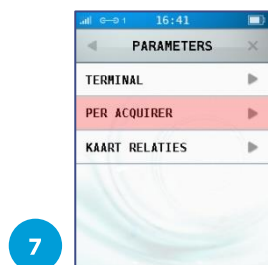 16:41
PARAMETERS
TERMINAL
PER ACQUIRER
KAART RELATIES
7